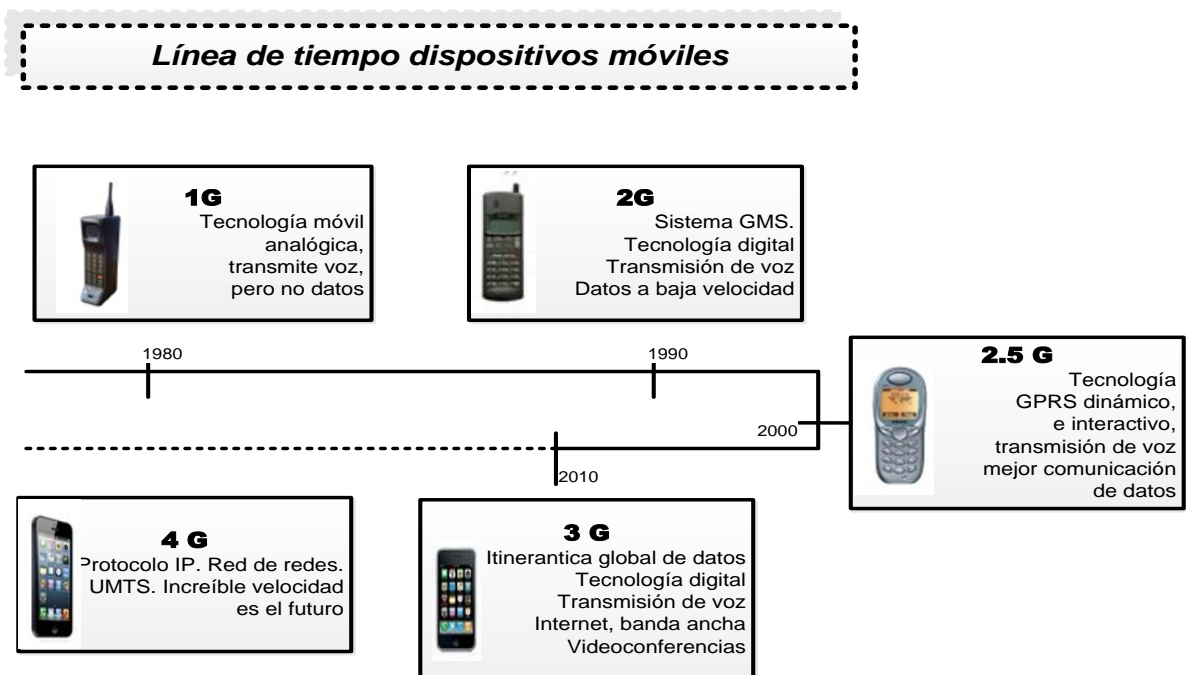 Línea de tiempo dispositivos móviles
1G
Tecnología móvil
analógica,
transmite voz,
pero no datos
2G
Sistema GMS.
Tecnología digital
Transmisión de voz
Datos a baja velocidad
1980
1990
2.5 G
Tecnología
GPRS dinámico,
e interactivo,
transmisión de voz
mejor comunicación
de datos
2000
2010
4 G
Protocolo IP. Red de redes.
UMTS. Increíble velocidad
es el futuro
3 G
Itinerantica global de datos
Tecnología digital
Transmisión de voz
Internet, banda ancha
Videoconferencias